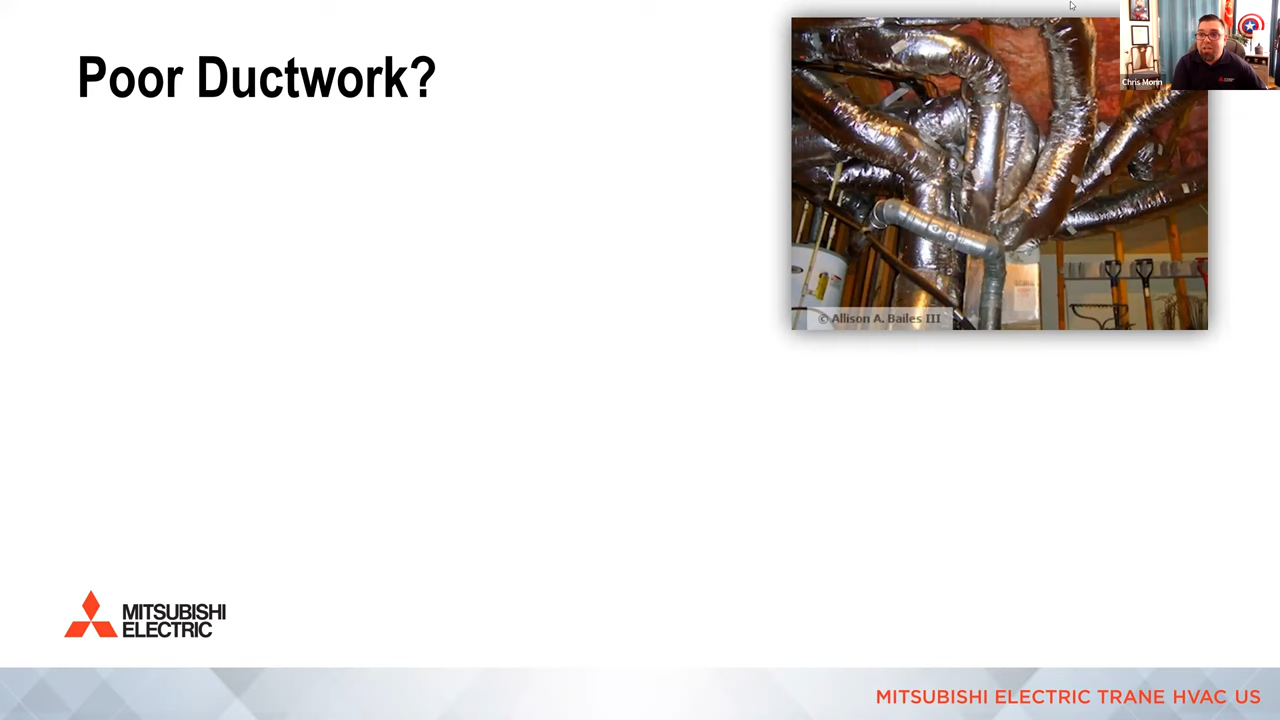 Poor Ductwork?
Chris Morin
© Allison A. Bailes III
MITSUBISHI
ELECTRIC
MITSUBISHI ELECTRIC TRANE HVAC US